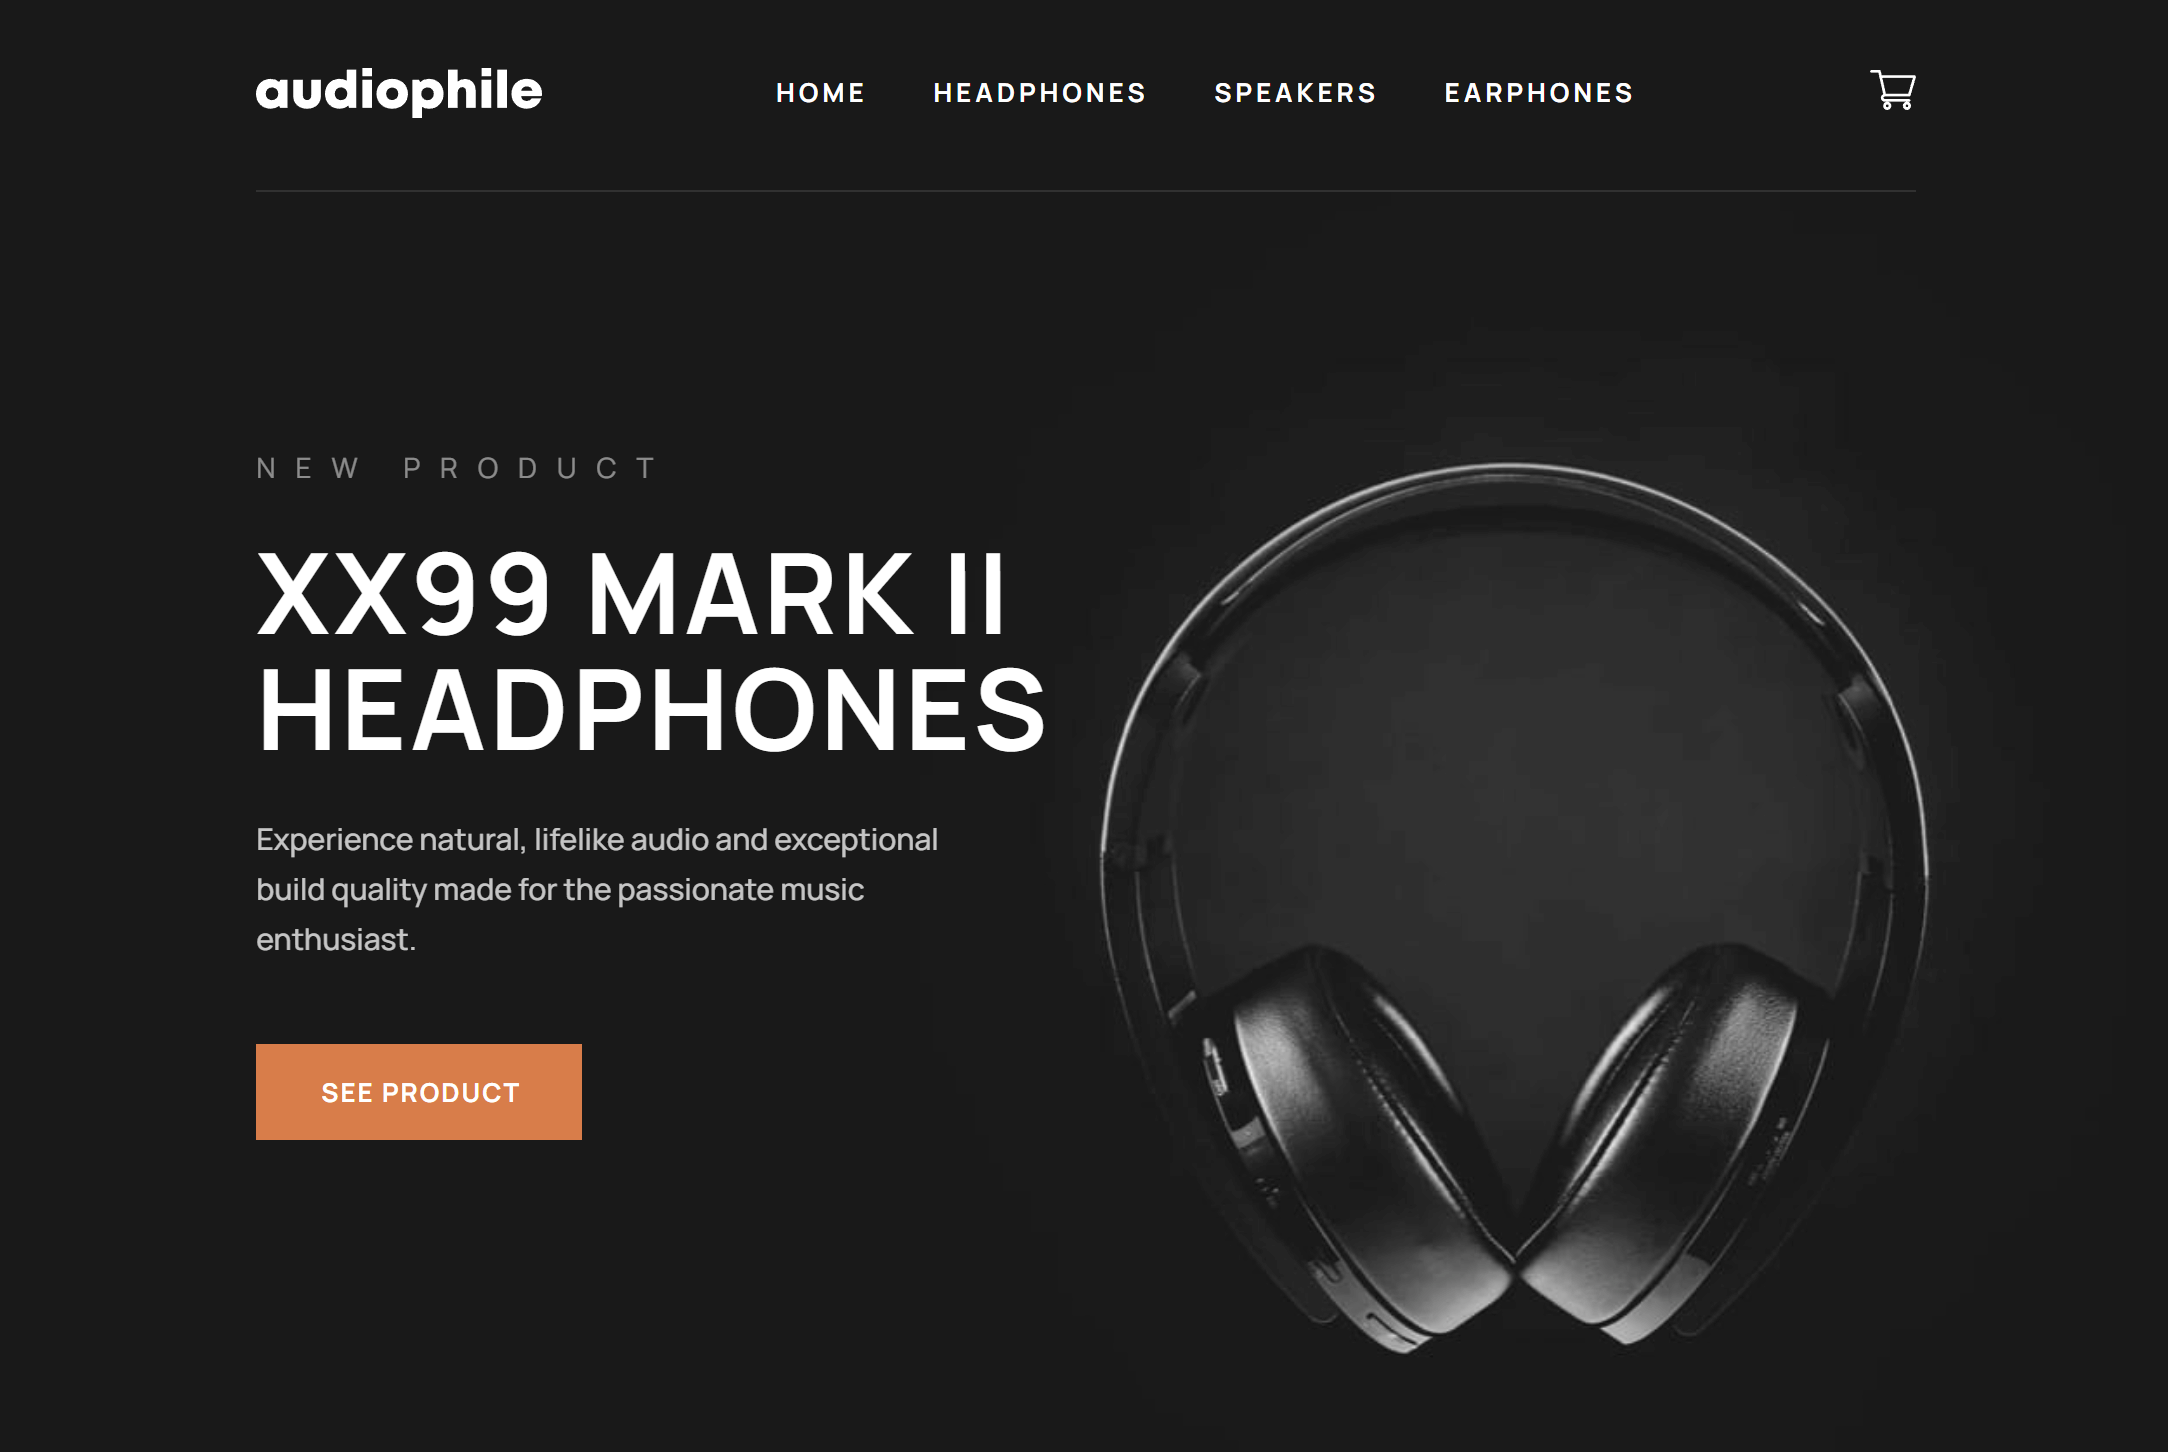 audiophile
HOME HEADPHONES SPEAKERS EARPHONES
NEW PRODUCT
XX99 MARK II
HEADPHONES
Experience natural, lifelike audio and exceptional
build quality made for the passionate music
enthusiast.
SEE PRODUCT